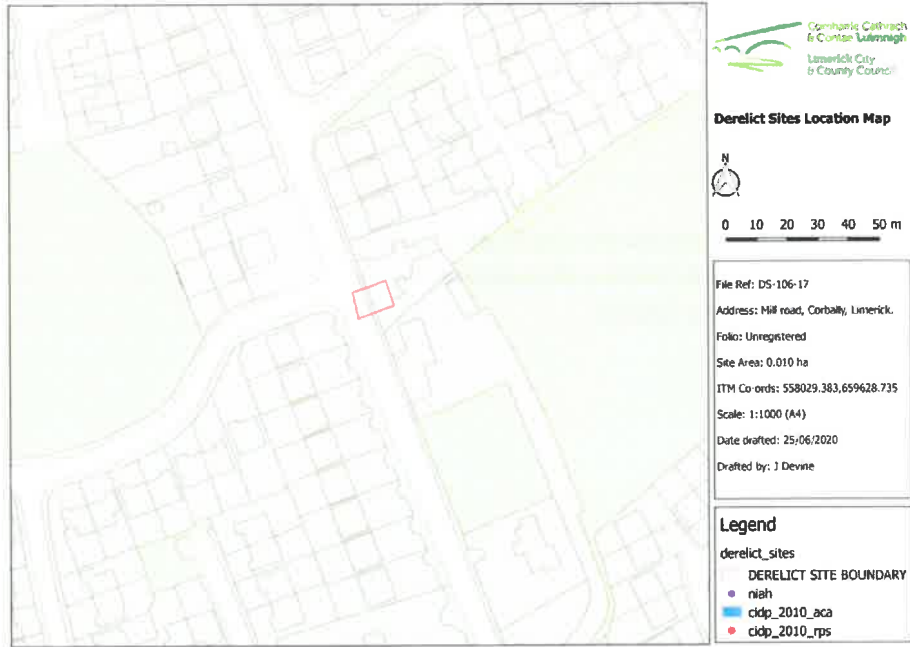 Comhairle Cathrach
& Contae Luimnigh
Limerick City
& County Council
Derelict Sites Location Map
N
0 10 20 30 40 50 m
File Ref: DS-106-17
Address: Mill road, Corbally, Limerick.
Folio: Unregistered
Site Area: 0.010 ha
ITM Co-ords: 558029.383,659628.735
Scale: 1:1000 (A4)
Date drafted: 25/06/2020
Drafted by: J Devine
Legend
derelict_sites
DERELICT SITE BOUNDARY
niah
cidp_2010_aca
cidp_2010_rps